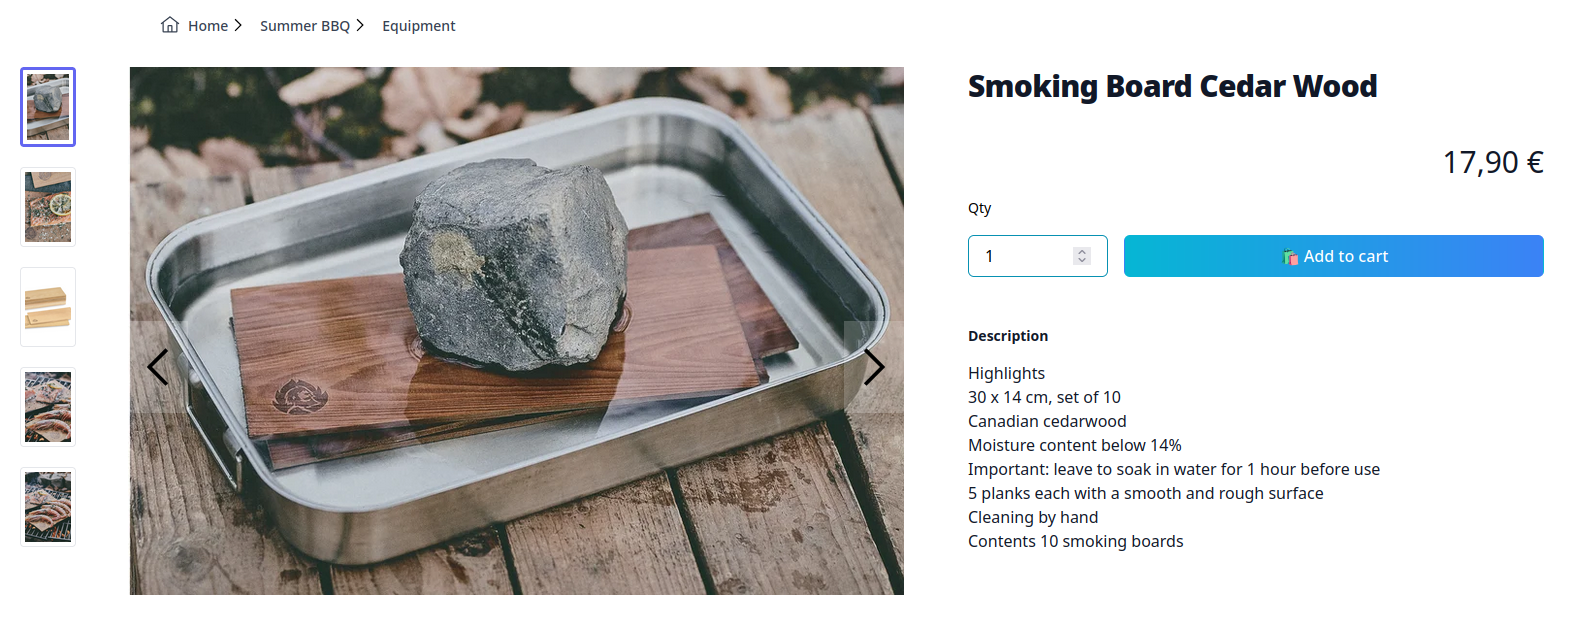 Home
Summer BBQ
Equipment
Smoking Board Cedar Wood
17,90 €
Qty
1
Add to cart
Description
Highlights
30 x 14 cm, set of 10
Canadian cedarwood
Moisture content below 14%
Important: leave to soak in water for 1 hour before use
5 planks each with a smooth and rough surface
Cleaning by hand
Contents 10 smoking boards